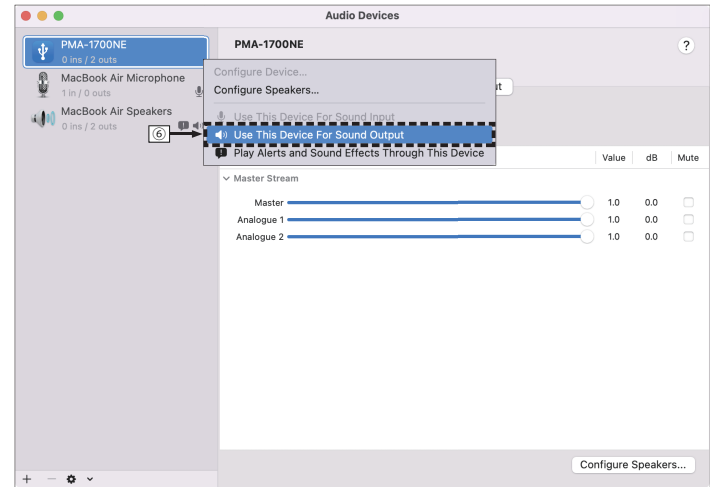 Audio Devices
PMA-1700NE
0 ins / 2 outs
MacBook Air Microphone
1 in / 0 outs
MacBook Air Speakers
0 ins / 2 outs
PMA-1700NE
?
Configure Device...
Configure Speakers...
Use This Device For Sound Input
⑥
Use This Device For Sound Output
Play Alerts and Sound Effects Through This Device
Value dB Mute
Master Stream
Master 1.0 0.0
Analogue 1 1.0 0.0
Analogue 2 1.0 0.0
Configure Speakers...